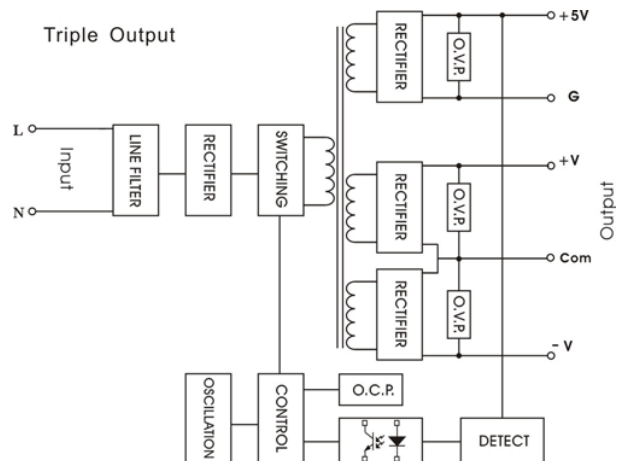 Triple Output
L
N
Input
LINE FILTER
RECTIFIER
SWITCHING
RECTIFIER
O.V.P.
+5V
G
RECTIFIER
O.V.P.
+V
Com
RECTIFIER
O.V.P.
- V
Output
OSCILLATION
CONTROL
O.C.P.
DETECT